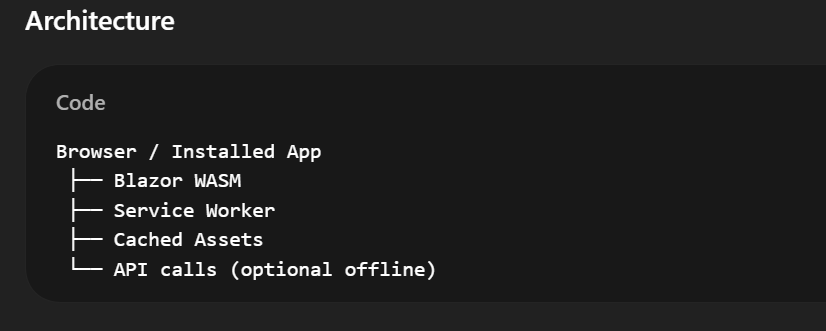 Architecture
Code
Browser / Installed App
├── Blazor WASM
├── Service Worker
├── Cached Assets
└── API calls (optional offline)